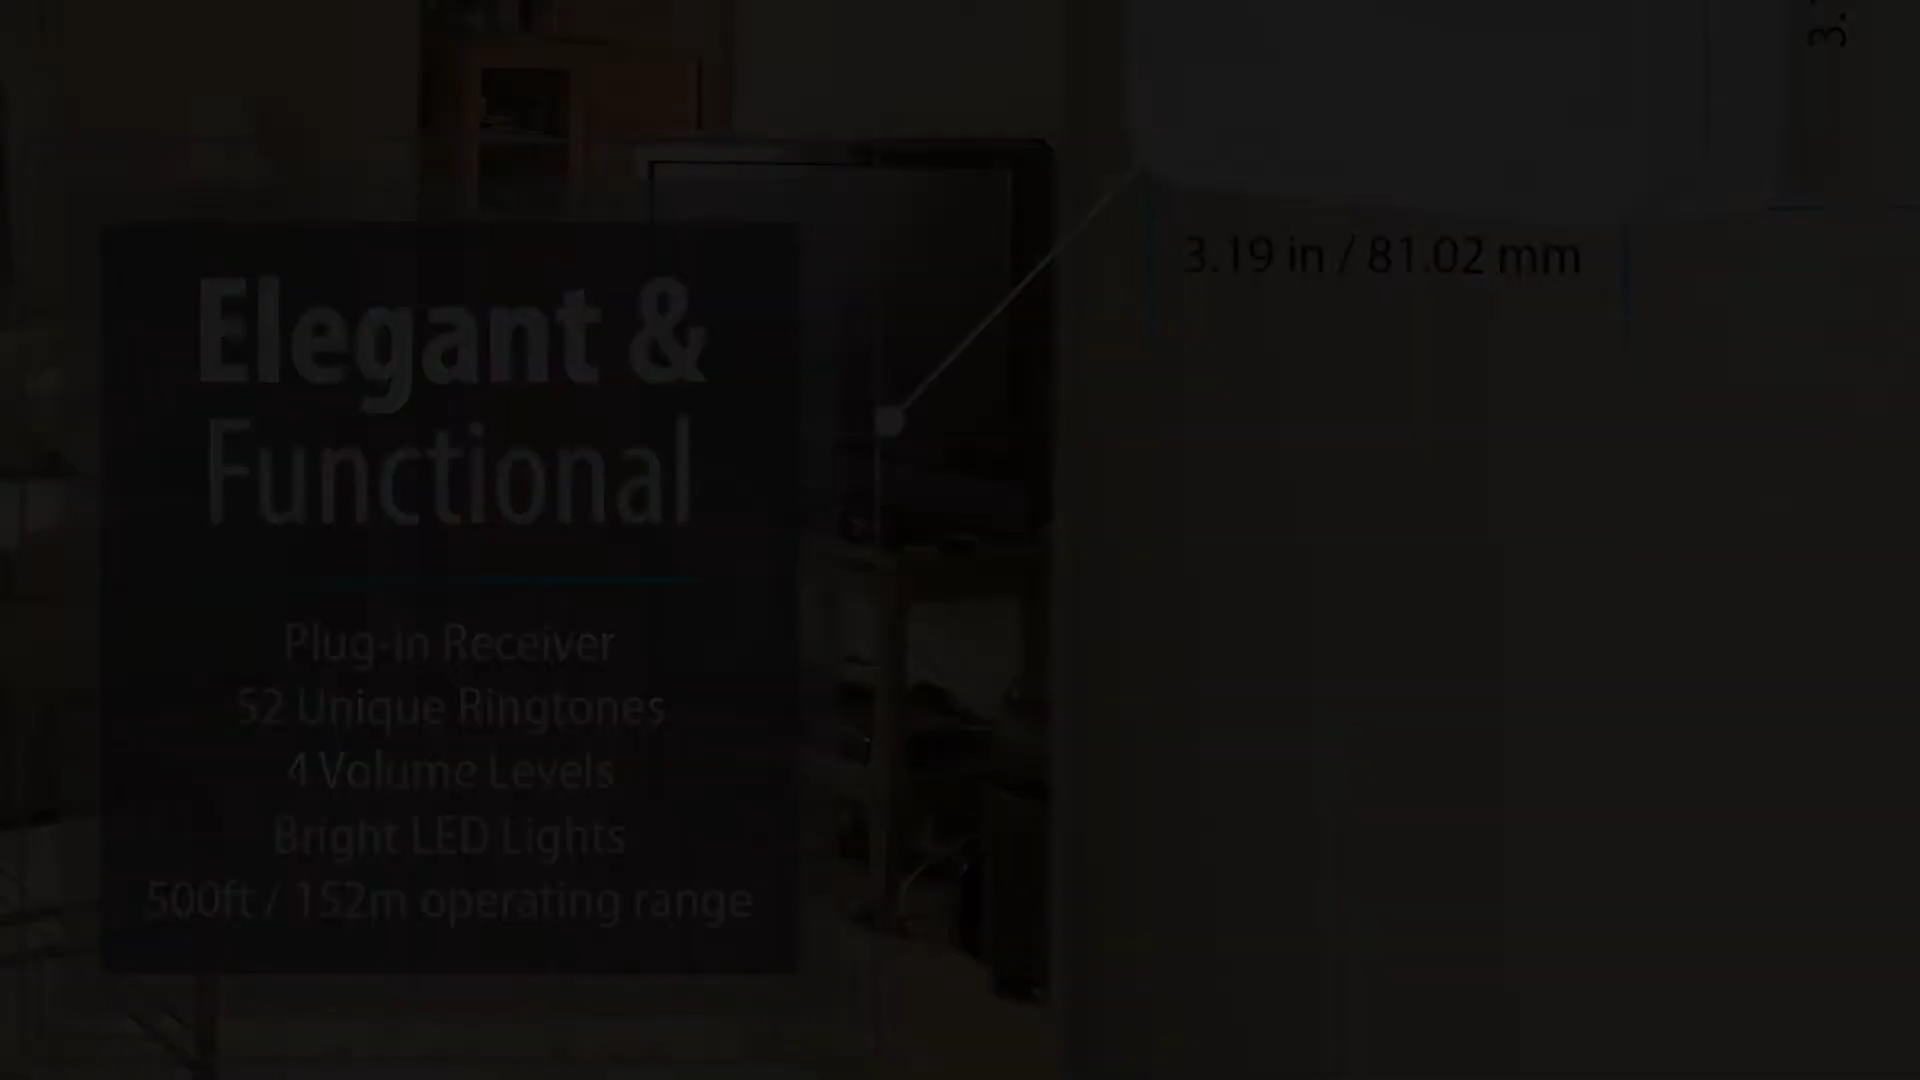 3.
3.19 in / 81.02 mm
Elegant &
Functional
Plug-in Receiver
52 Unique Ringtones
4 Volume Levels
Bright LED Lights
500ft / 152m operating range